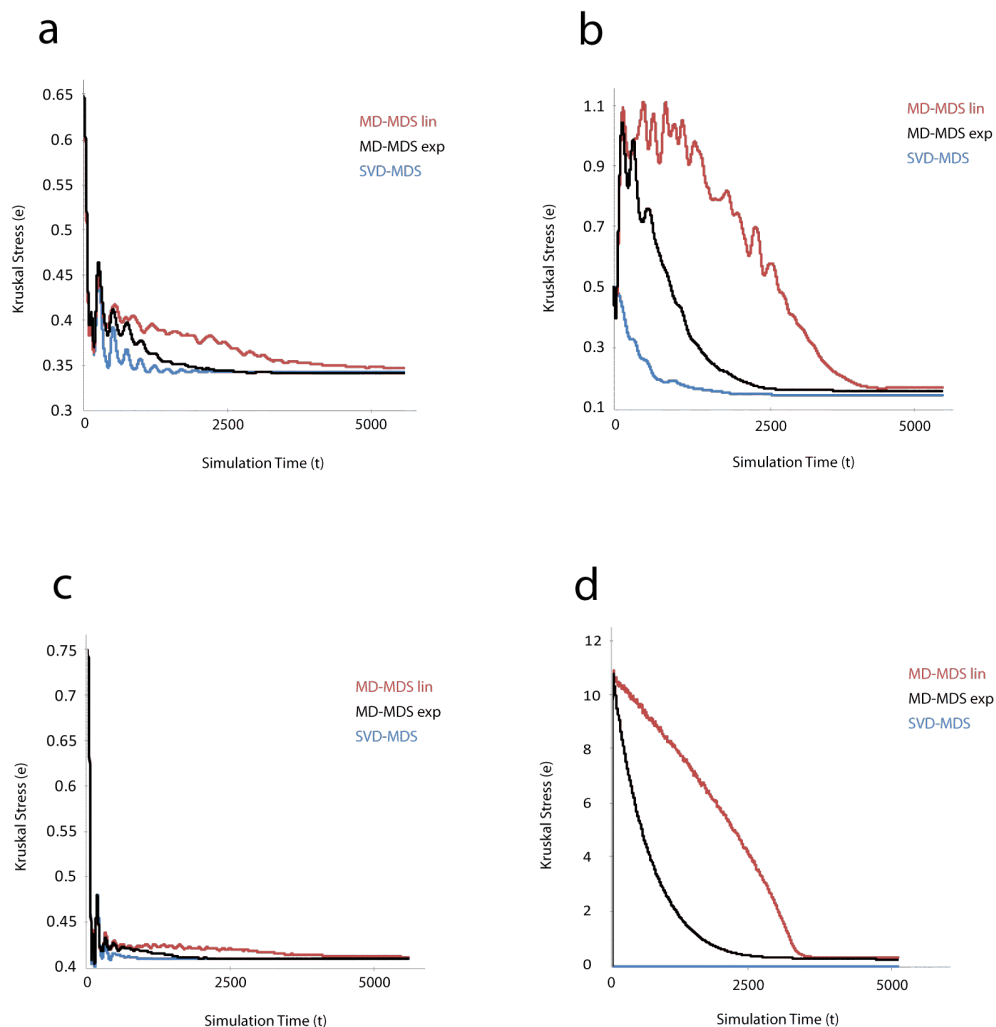 a
0.65
0.6
0.55
0.5
0.45
0.4
0.35
0.3
0
2500
5000
Kruskal Stress (e)
Simulation Time (t)
MD-MDS lin
MD-MDS exp
SVD-MDS
b
1.1
0.9
0.7
0.5
0.3
0.1
0
2500
5000
Kruskal Stress (e)
Simulation Time (t)
MD-MDS lin
MD-MDS exp
SVD-MDS
c
0.75
0.7
0.65
0.6
0.55
0.5
0.45
0.4
0
2500
5000
Kruskal Stress (e)
Simulation Time (t)
MD-MDS lin
MD-MDS exp
SVD-MDS
d
12
10
8
6
4
2
0
0
2500
5000
Kruskal Stress (e)
Simulation Time (t)
MD-MDS lin
MD-MDS exp
SVD-MDS